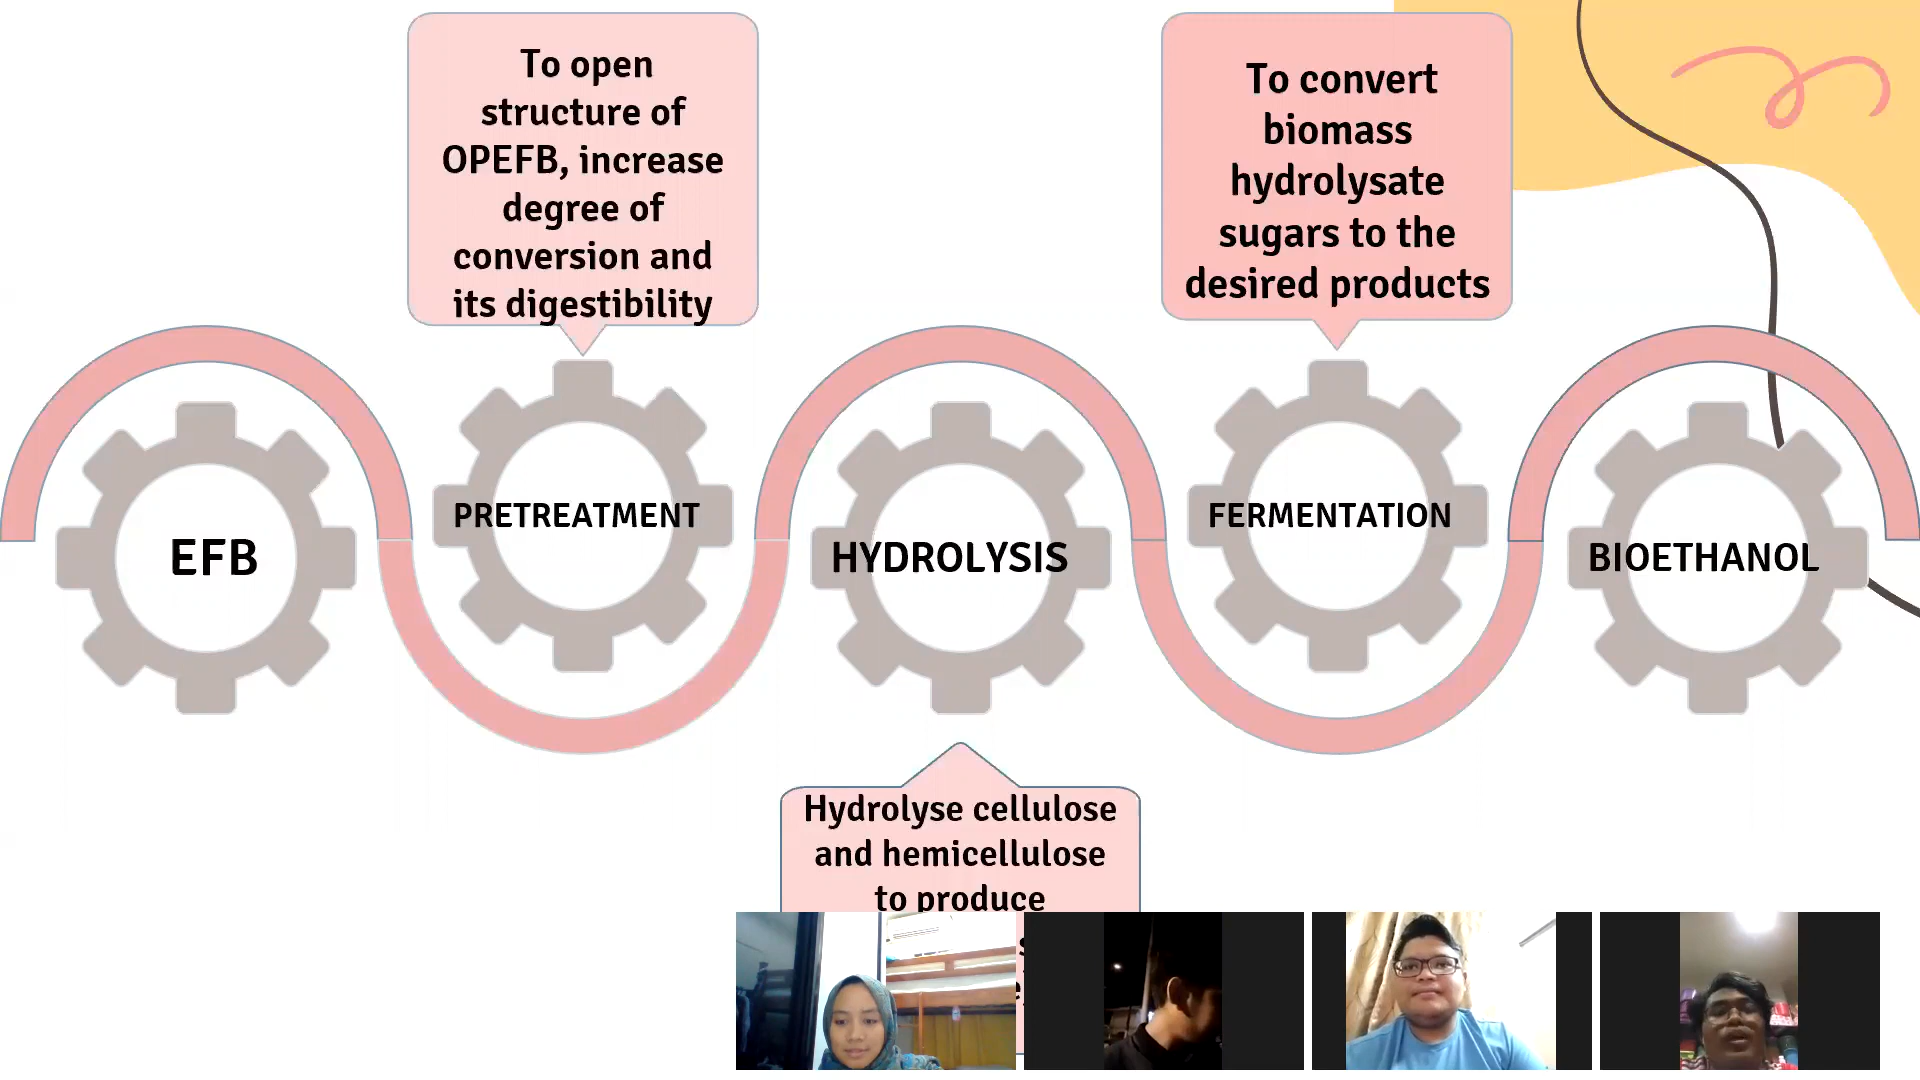 To open
structure of
OPEFB, increase
degree of
conversion and
its digestibility
To convert
biomass
hydrolysate
sugars to the
desired products
EFB
PRETREATMENT
HYDROLYSIS
FERMENTATION
BIOETHANOL
Hydrolyse cellulose
and hemicellulose
to produce